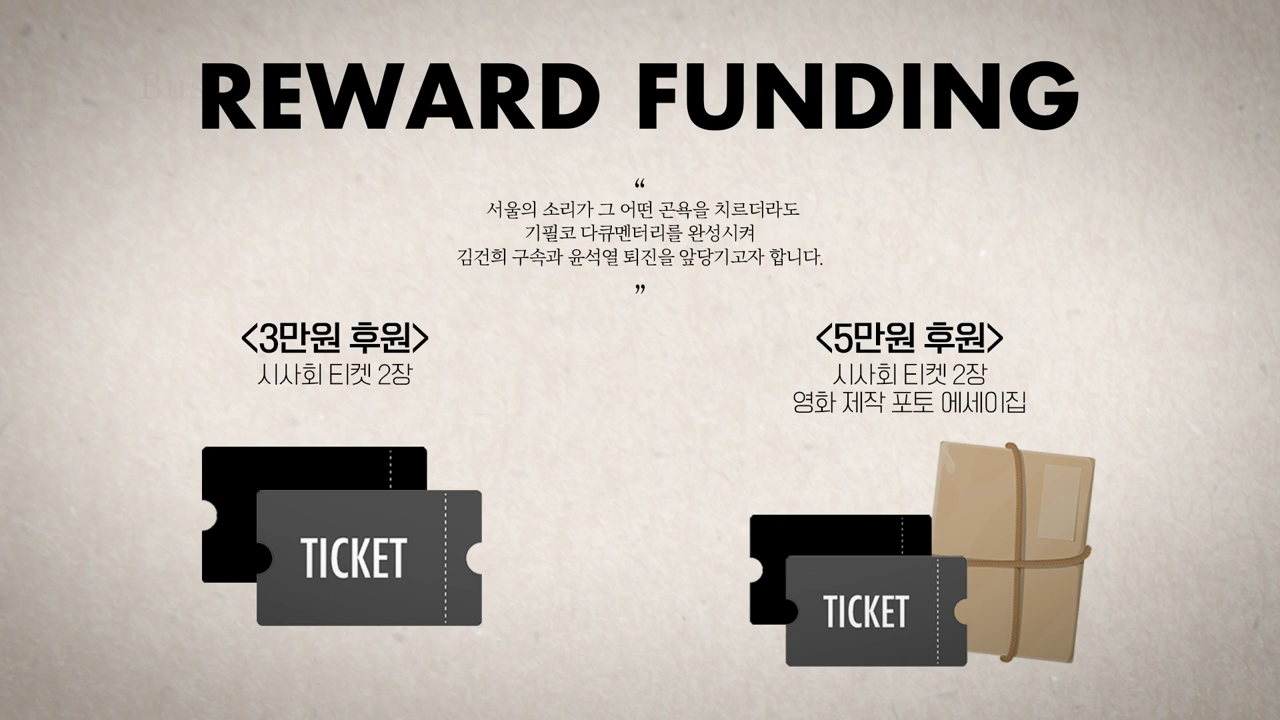 REWARD FUNDING
“
서울의 소리가 그 어떤 곤욕을 치르더라도
기필코 다큐멘터리를 완성시켜
김건희 구속과 윤석열 퇴진을 앞당기고자 합니다.
”
<3만원 후원>
시사회 티켓 2장
<5만원 후원>
시사회 티켓 2장
영화 제작 포토 에세이집
TICKET
TICKET